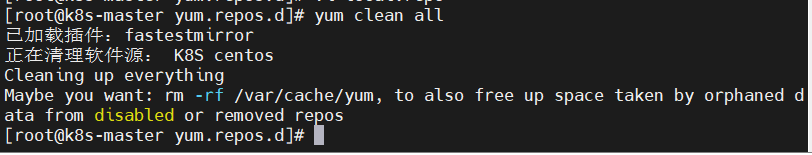 [root@k8s-master yum.repos.d]# yum clean all
已加载插件：fastestmirror
正在清理软件源： K8S centos
Cleaning up everything
Maybe you want: rm -rf /var/cache/yum, to also free up space taken by orphaned d
ata from disabled or removed repos
[root@k8s-master yum.repos.d]#